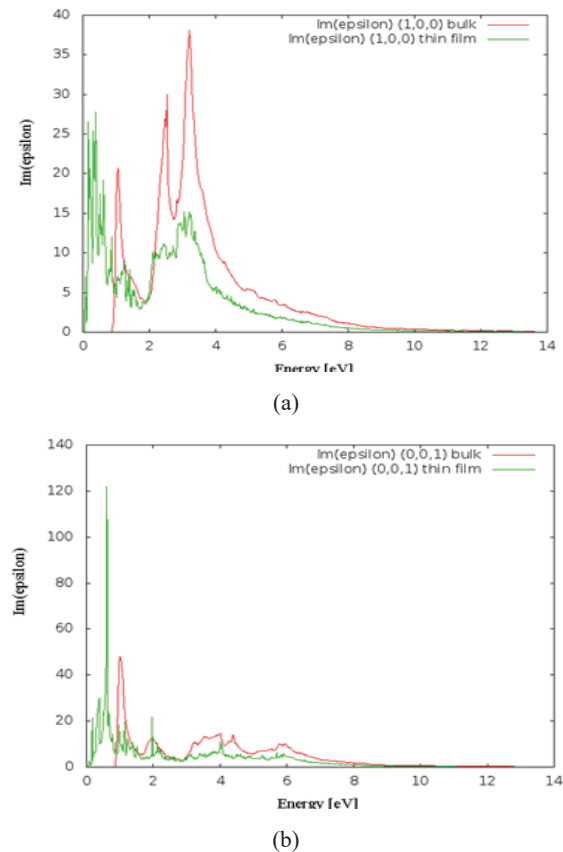 Im(epsilon) (1,0,0) bulk
Im(epsilon) (1,0,0) thin film
Im(epsilon)
40
35
30
25
20
15
10
5
0
0 2 4 6 8 10 12 14
Energy [eV]
(a)
Im(epsilon) (0,0,1) bulk
Im(epsilon) (0,0,1) thin film
Im(epsilon)
140
120
100
80
60
40
20
0
0 2 4 6 8 10 12 14
Energy [eV]
(b)